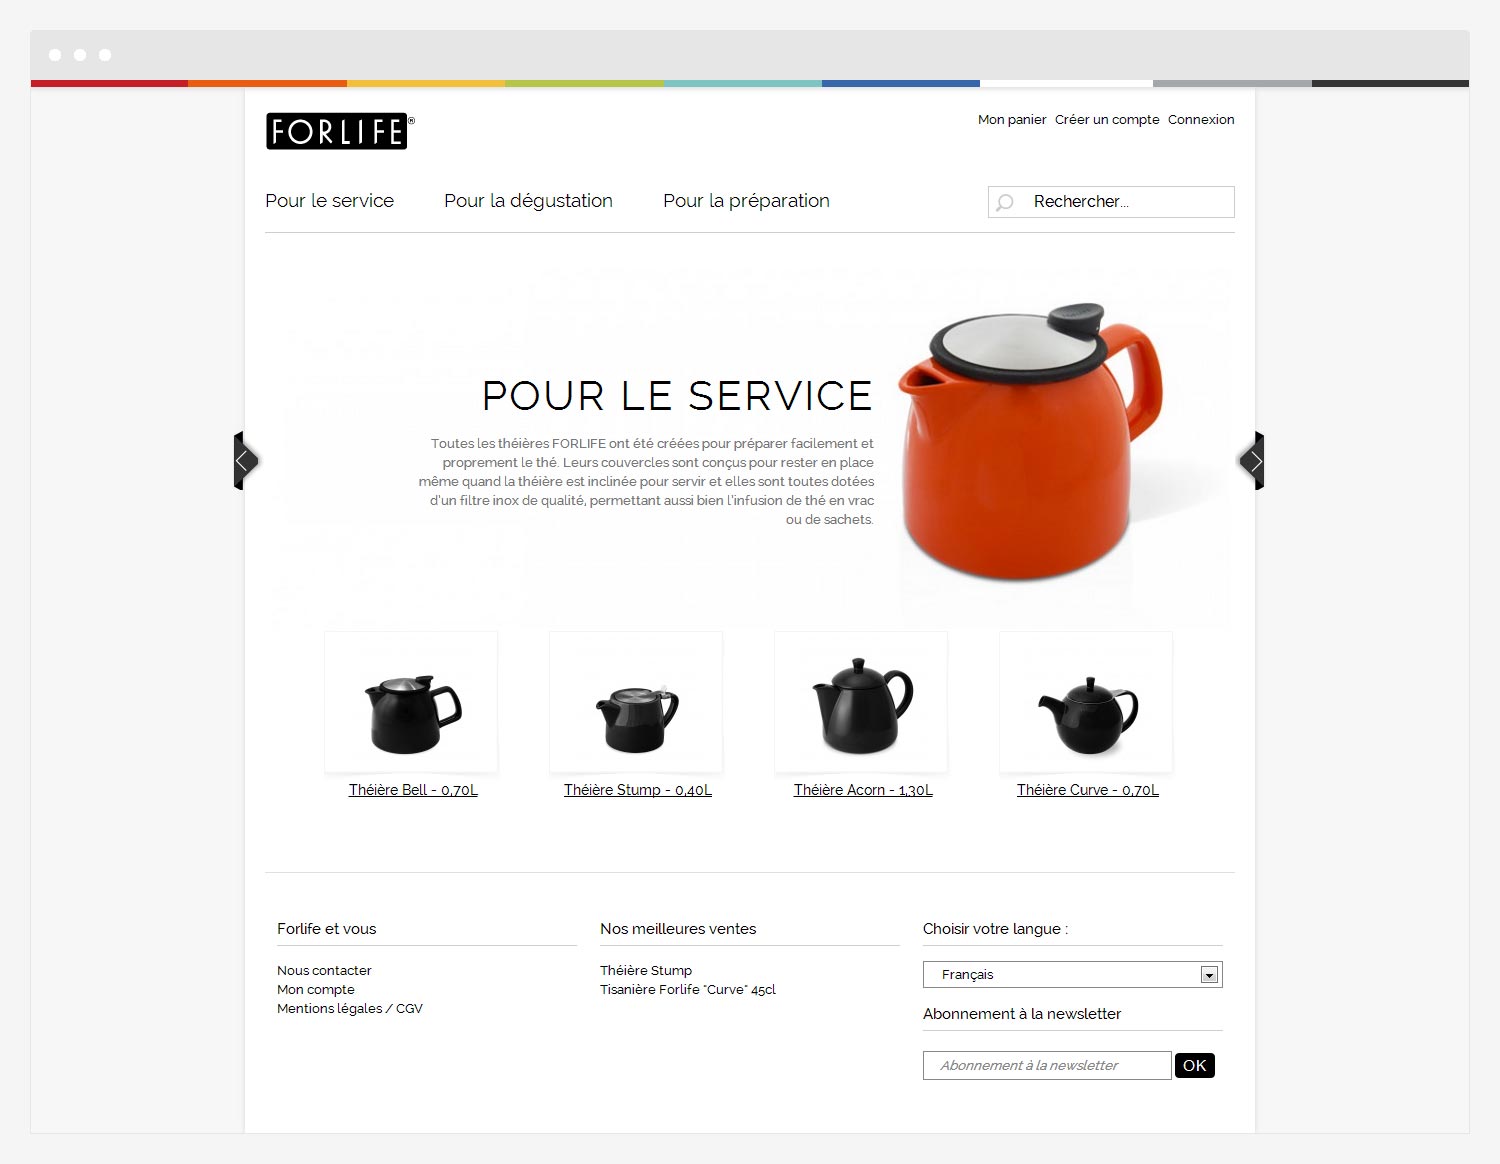 FORLIFE®
Mon panier Créer un compte Connexion
Pour le service Pour la dégustation Pour la préparation Rechercher...
POUR LE SERVICE
Toutes les théières FORLIFE ont été créées pour préparer facilement et
proprement le thé. Leurs couvercles sont conçus pour rester en place
même quand la théière est inclinée pour servir et elles sont toutes dotées
d'un filtre inox de qualité, permettant aussi bien l'infusion de thé en vrac
ou de sachets.
Théière Bell - 0,70L
Théière Stump - 0,40L
Théière Acorn - 1,30L
Théière Curve - 0,70L
Forlife et vous
Nous contacter
Mon compte
Mentions légales / CGV
Nos meilleures ventes
Théière Stump
Tisanière Forlife "Curve" 45cl
Choisir votre langue :
Français
Abonnement à la newsletter
Abonnement à la newsletter OK